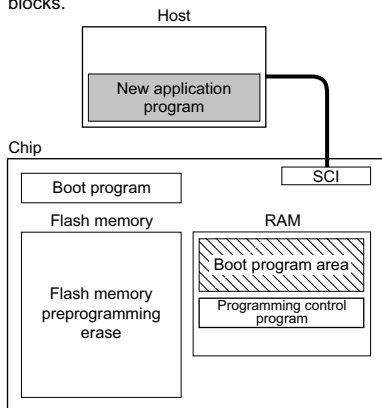 blocks.
Host
New application
program
Chip
SCI
Boot program
Flash memory
RAM
Flash memory
preprogramming
erase
Boot program area
Programming control
program